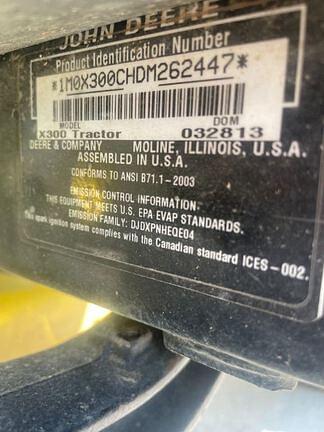 JOHN DEERE
Product Identification Number
*1M0X300CHDM262447*
MODEL DOM
X300 Tractor 032813
DEERE & COMPANY MOLINE, ILLINOIS, U.S.A.
ASSEMBLED IN U.S.A.
CONFORMS TO ANSI B71.1-2003
EMISSION CONTROL INFORMATION.
THIS EQUIPMENT MEETS U.S. EPA EVAP STANDARDS.
EMISSION FAMILY: DJDXPNHEQE04
This spark ignition system complies with the Canadian standard ICES-002.